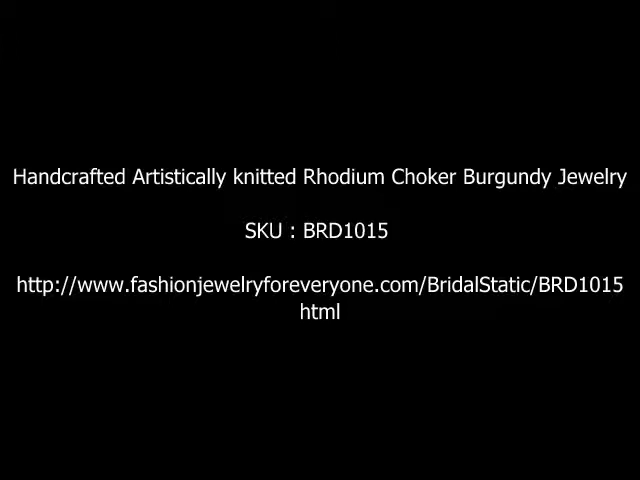 Handcrafted Artistically knitted Rhodium Choker Burgundy Jewelry
SKU : BRD1015
http://www.fashionjewelryforeveryone.com/BridalStatic/BRD1015
html